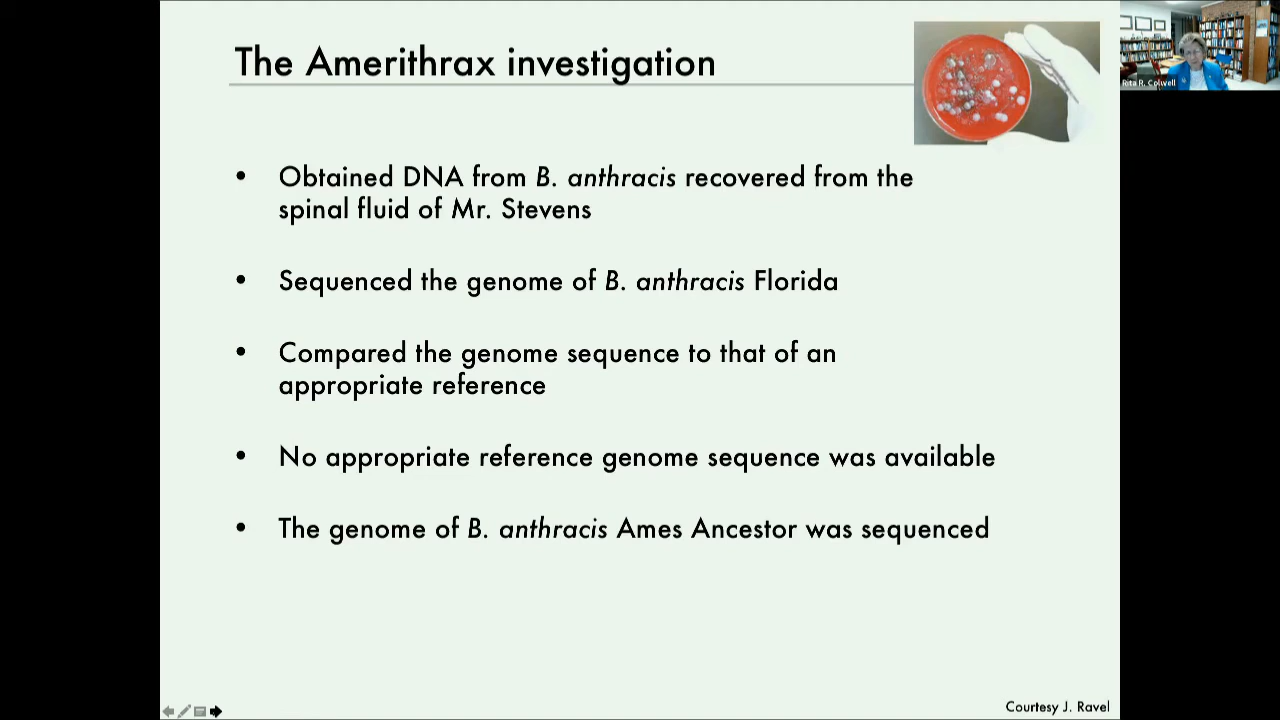 The Amerithrax investigation
Rita R. Colwell
• Obtained DNA from B. anthracis recovered from the
spinal fluid of Mr. Stevens
• Sequenced the genome of B. anthracis Florida
• Compared the genome sequence to that of an
appropriate reference
• No appropriate reference genome sequence was available
• The genome of B. anthracis Ames Ancestor was sequenced
Courtesy J. Ravel